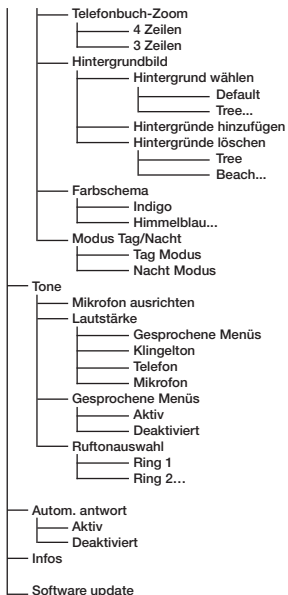 Telefonbuch-Zoom
4 Zeilen
3 Zeilen
Hintergrundbild
Hintergrund wählen
Default
Tree...
Hintergründe hinzufügen
Hintergründe löschen
Tree
Beach...
Farbschema
Indigo
Himmelblau...
Modus Tag/Nacht
Tag Modus
Nacht Modus
Tone
Mikrofon ausrichten
Lautstärke
Gesprochene Menüs
Klingelton
Telefon
Mikrofon
Gesprochene Menüs
Aktiv
Deaktiviert
Ruftonauswahl
Ring 1
Ring 2...
Autom. antwort
Aktiv
Deaktiviert
Infos
Software update